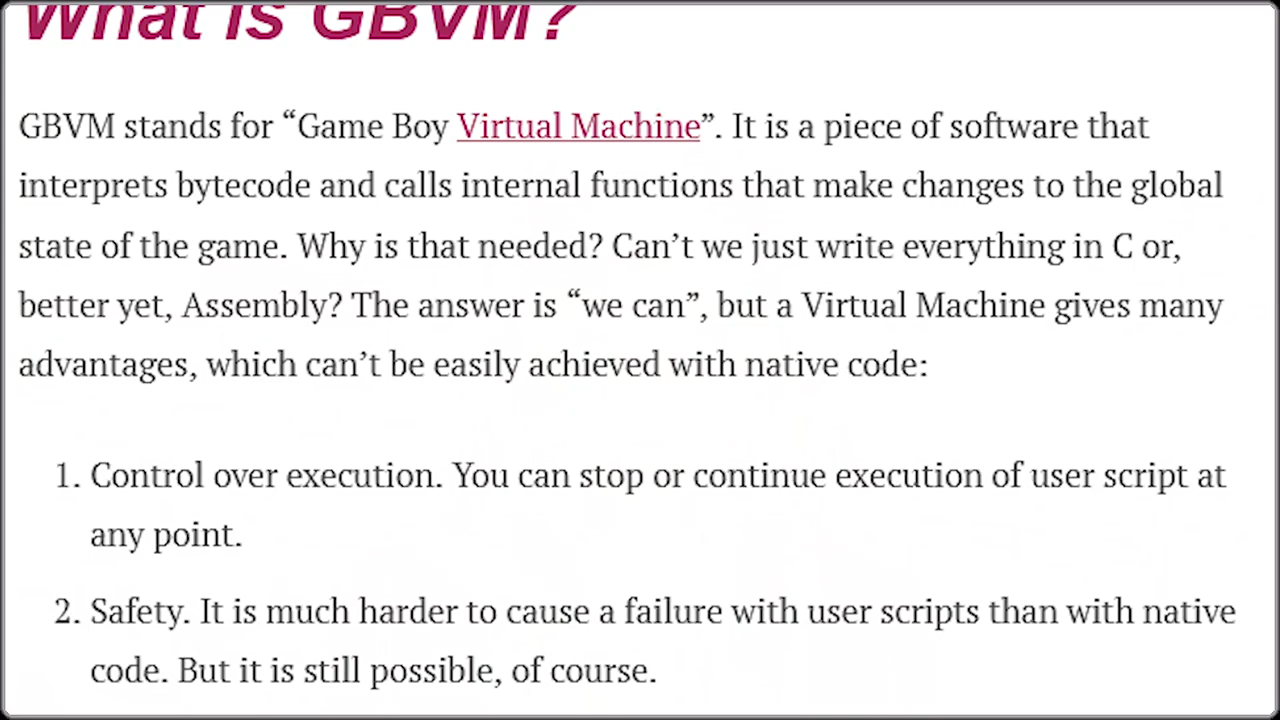 What is GBVM?
GBVM stands for “Game Boy Virtual Machine”. It is a piece of software that
interprets bytecode and calls internal functions that make changes to the global
state of the game. Why is that needed? Can’t we just write everything in C or,
better yet, Assembly? The answer is “we can”, but a Virtual Machine gives many
advantages, which can’t be easily achieved with native code:
1. Control over execution. You can stop or continue execution of user script at
any point.
2. Safety. It is much harder to cause a failure with user scripts than with native
code. But it is still possible, of course.